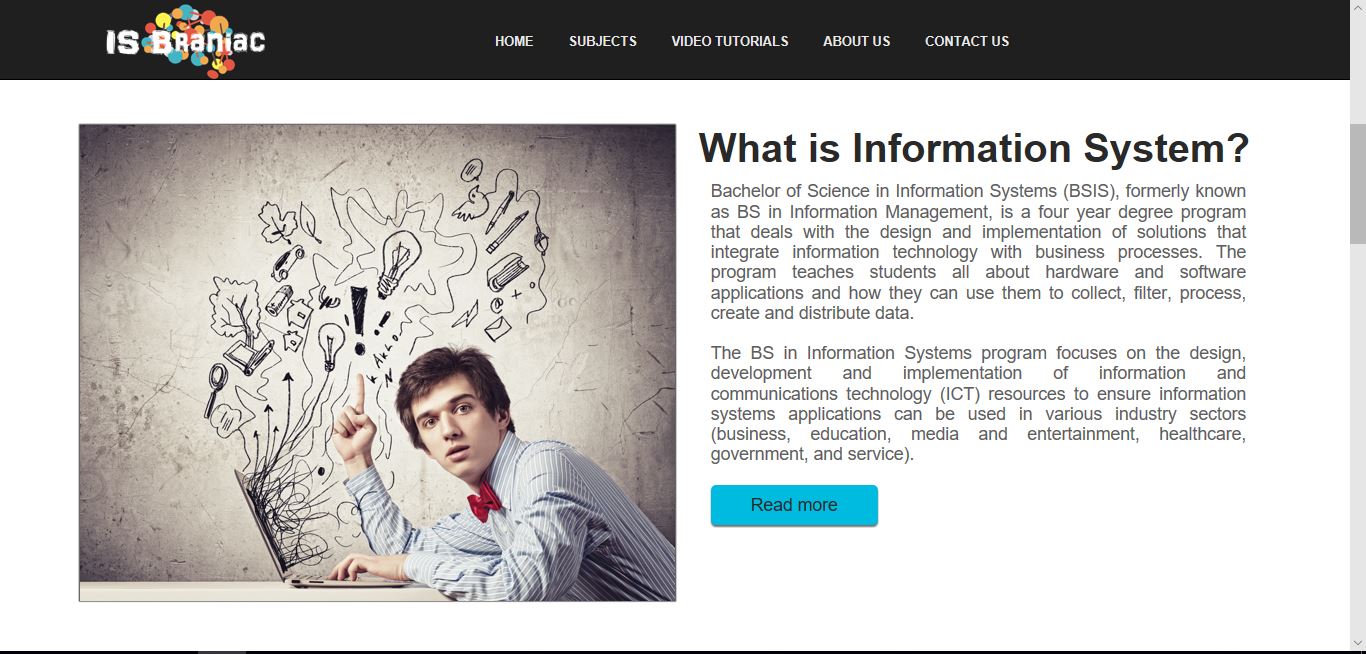 IS Braniac
HOME SUBJECTS VIDEO TUTORIALS ABOUT US CONTACT US
What is Information System?
Bachelor of Science in Information Systems (BSIS), formerly known
as BS in Information Management, is a four year degree program
that deals with the design and implementation of solutions that
integrate information technology with business processes. The
program teaches students all about hardware and software
applications and how they can use them to collect, filter, process,
create and distribute data.
The BS in Information Systems program focuses on the design,
development and implementation of information and
communications technology (ICT) resources to ensure information
systems applications can be used in various industry sectors
(business, education, media and entertainment, healthcare,
government, and service).
Read more